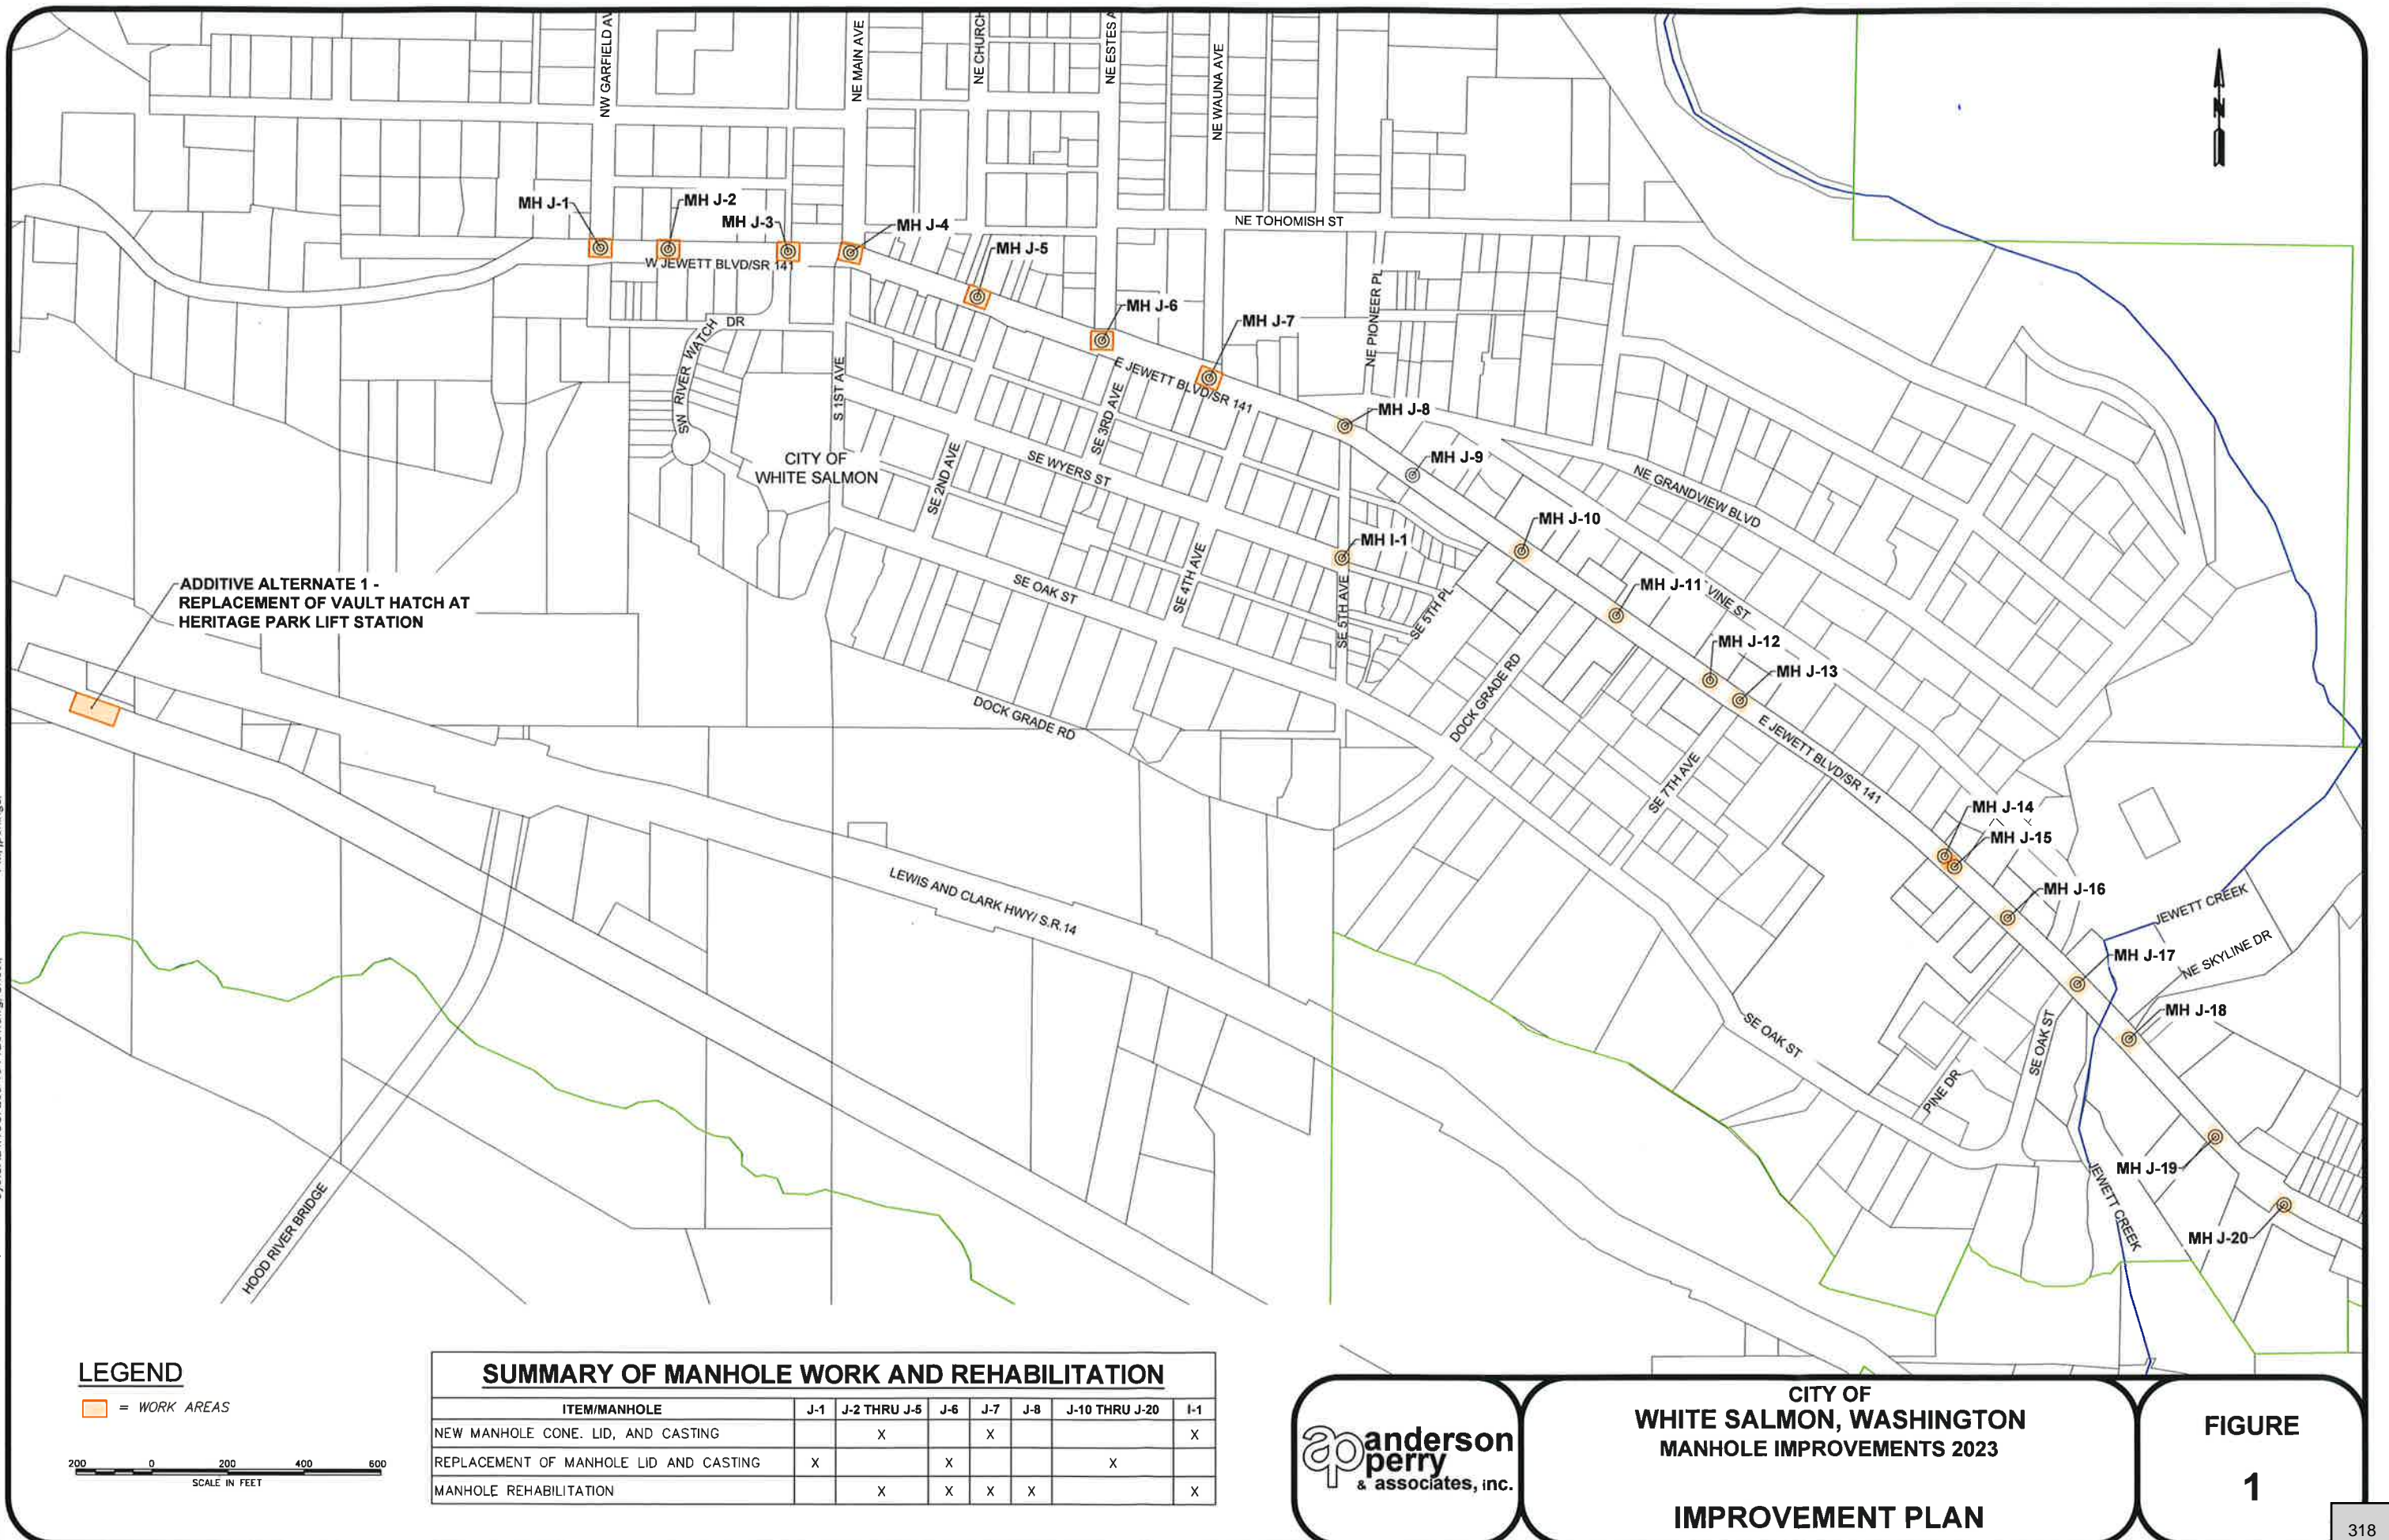 NW GARFIELD AV
NE MAIN AVE
NE CHURCH
NE ESTES A
NE WAUNA AVE
N
MH J-1
MH J-2
MH J-3
MH J-4
MH J-5
MH J-6
MH J-7
NE TOHOMISH ST
W JEWETT BLVD/SR 141
NE PIONEER PL
SW RIVER WATCH DR
S 1ST AVE
E JEWETT BLVD/SR 141
SE 3RD AVE
MH J-8
MH J-9
CITY OF
WHITE SALMON
SE 2ND AVE
SE WYERS ST
NE GRANDVIEW BLVD
MH J-10
MH I-1
MH J-11
VINE ST
SE OAK ST
SE 4TH AVE
SE 5TH AVE
SE 5TH PL
ADDITIVE ALTERNATE 1 -
REPLACEMENT OF VAULT HATCH AT
HERITAGE PARK LIFT STATION
MH J-12
MH J-13
DOCK GRADE RD
DOCK GRADE RD
E JEWETT BLVD/SR 141
SE 7TH AVE
MH J-14
MH J-15
MH J-16
LEWIS AND CLARK HWY/ S.R.14
JEWETT CREEK
NE SKYLINE DR
MH J-17
MH J-18
SE OAK ST
SE OAK ST
PINE DR
MH J-19
JEWETT CREEK
MH J-20
HOOD RIVER BRIDGE
LEGEND
= WORK AREAS
200 0 200 400 600
SCALE IN FEET
SUMMARY OF MANHOLE WORK AND REHABILITATION
ITEM/MANHOLE J-1 J-2 THRU J-5 J-6 J-7 J-8 J-10 THRU J-20 I-1
NEW MANHOLE CONE. LID, AND CASTING X X X
REPLACEMENT OF MANHOLE LID AND CASTING X X X
MANHOLE REHABILITATION X X X X X
ap anderson
perry
& associates, inc.
CITY OF
WHITE SALMON, WASHINGTON
MANHOLE IMPROVEMENTS 2023
IMPROVEMENT PLAN
FIGURE
1
318